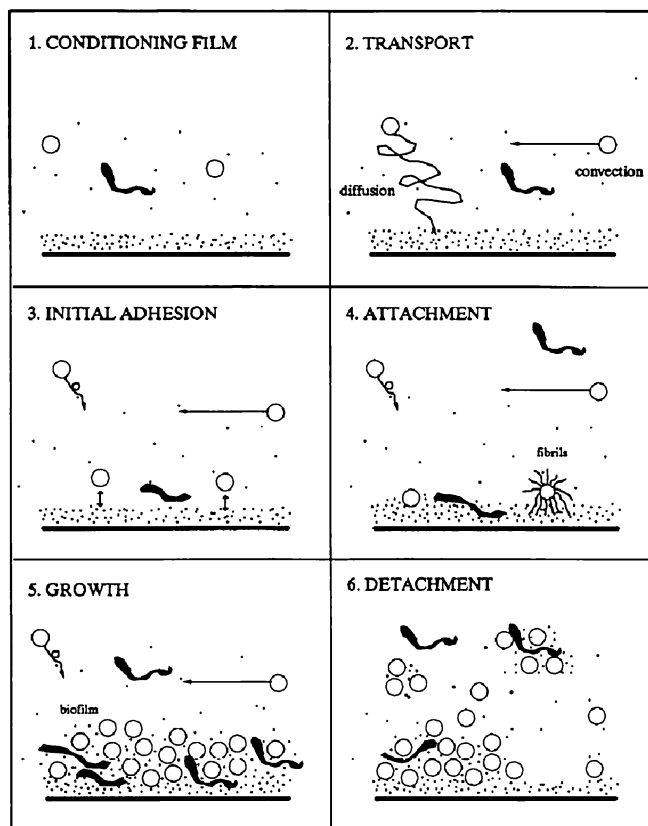 1. CONDITIONING FILM
2. TRANSPORT
diffusion
convection
3. INITIAL ADHESION
4. ATTACHMENT
fibrils
5. GROWTH
biofilm
6. DETACHMENT